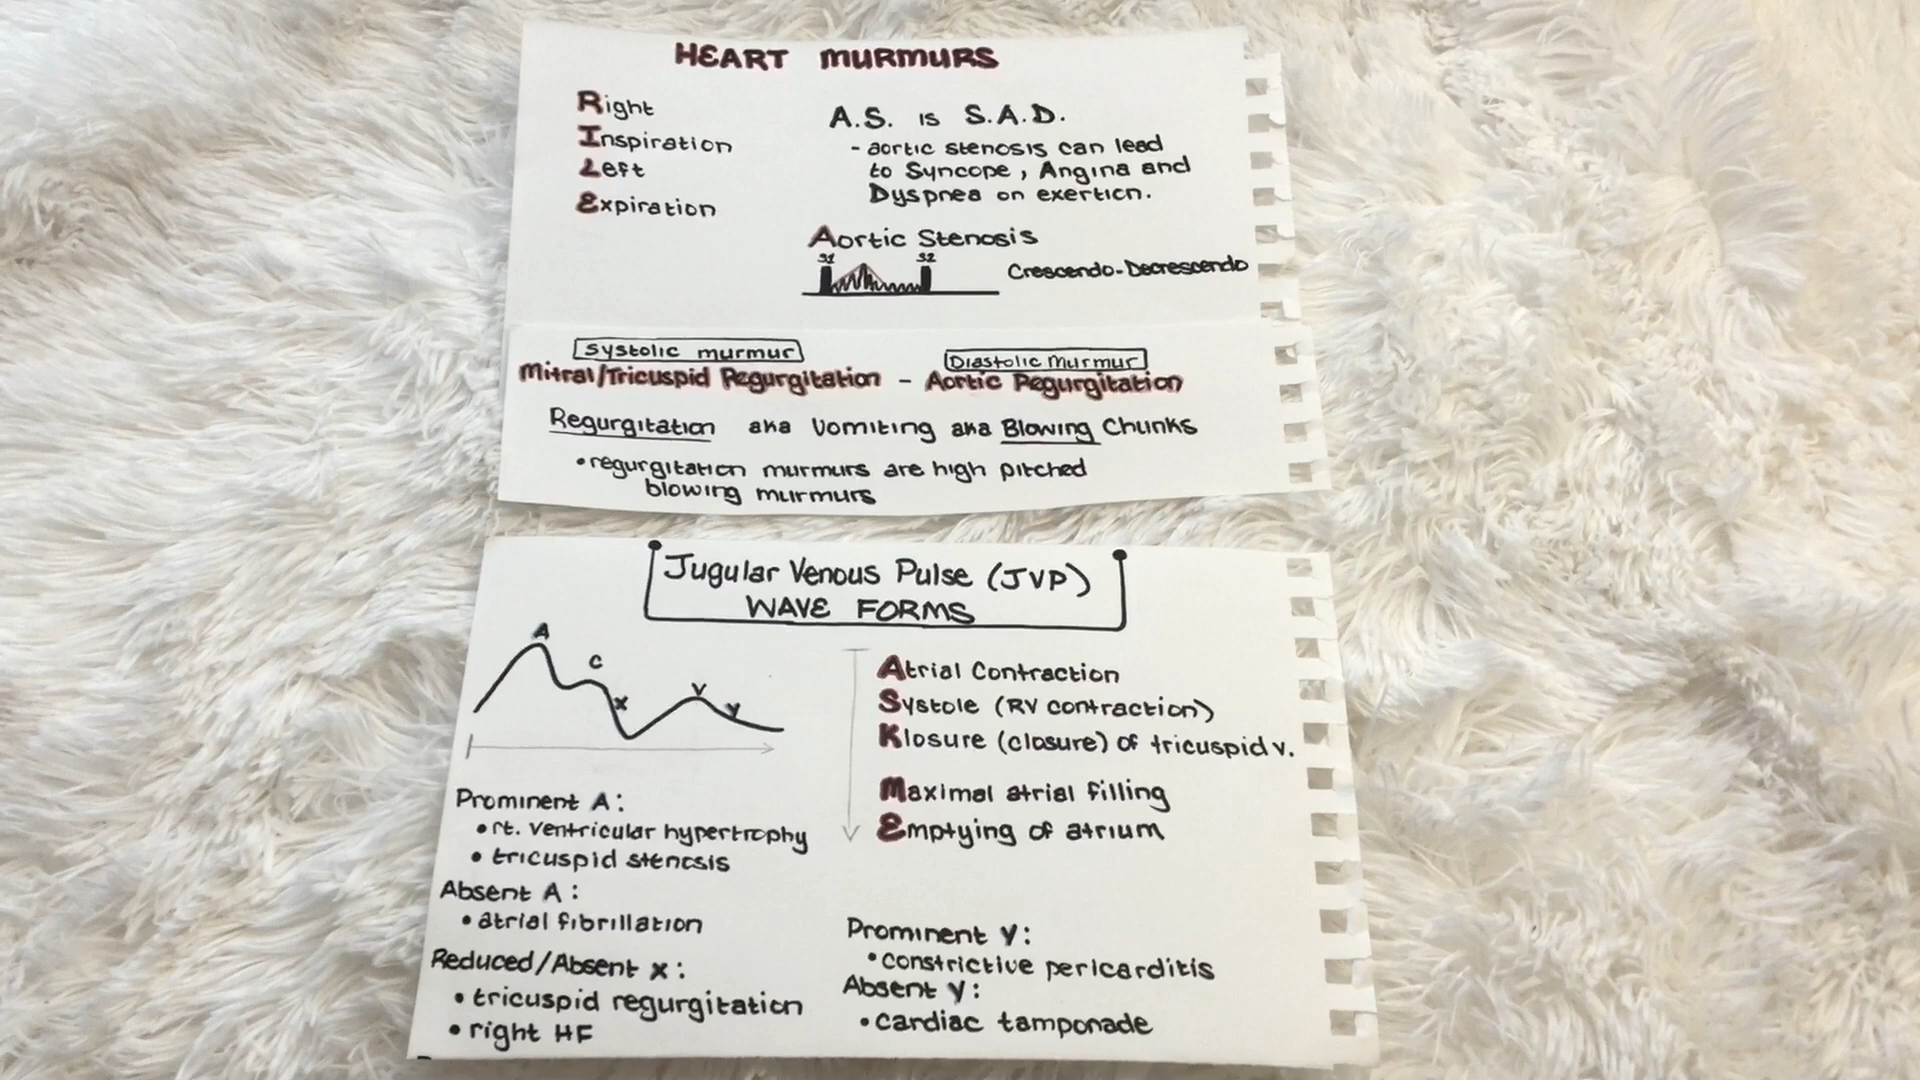 HEART MURMURS
Right
Inspiration
Left
Expiration
A.S. is S.A.D.
- aortic stenosis can lead
to Syncope, Angina and
Dyspnea on exertion.
Aortic Stenosis
S1 S2
Crescendo-Decrescendo
Systolic murmur
Mitral/Tricuspid Regurgitation - 
Diastolic Murmur
Aortic Regurgitation
Regurgitation aka Vomiting aka Blowing Chunks
• regurgitation murmurs are high pitched
blowing murmurs
Jugular Venous Pulse (JVP)
WAVE FORMS
A
C
X
V
Y
Atrial Contraction
Systole (RV contraction)
Klosure (closure) of tricuspid v.
Maximal atrial filling
Emptying of atrium
Prominent A:
• rt. ventricular hypertrophy
• tricuspid stenosis
Absent A:
• atrial fibrillation
Reduced/Absent x:
• tricuspid regurgitation
• right HF
Prominent Y:
• constrictive pericarditis
Absent Y:
• cardiac tamponade